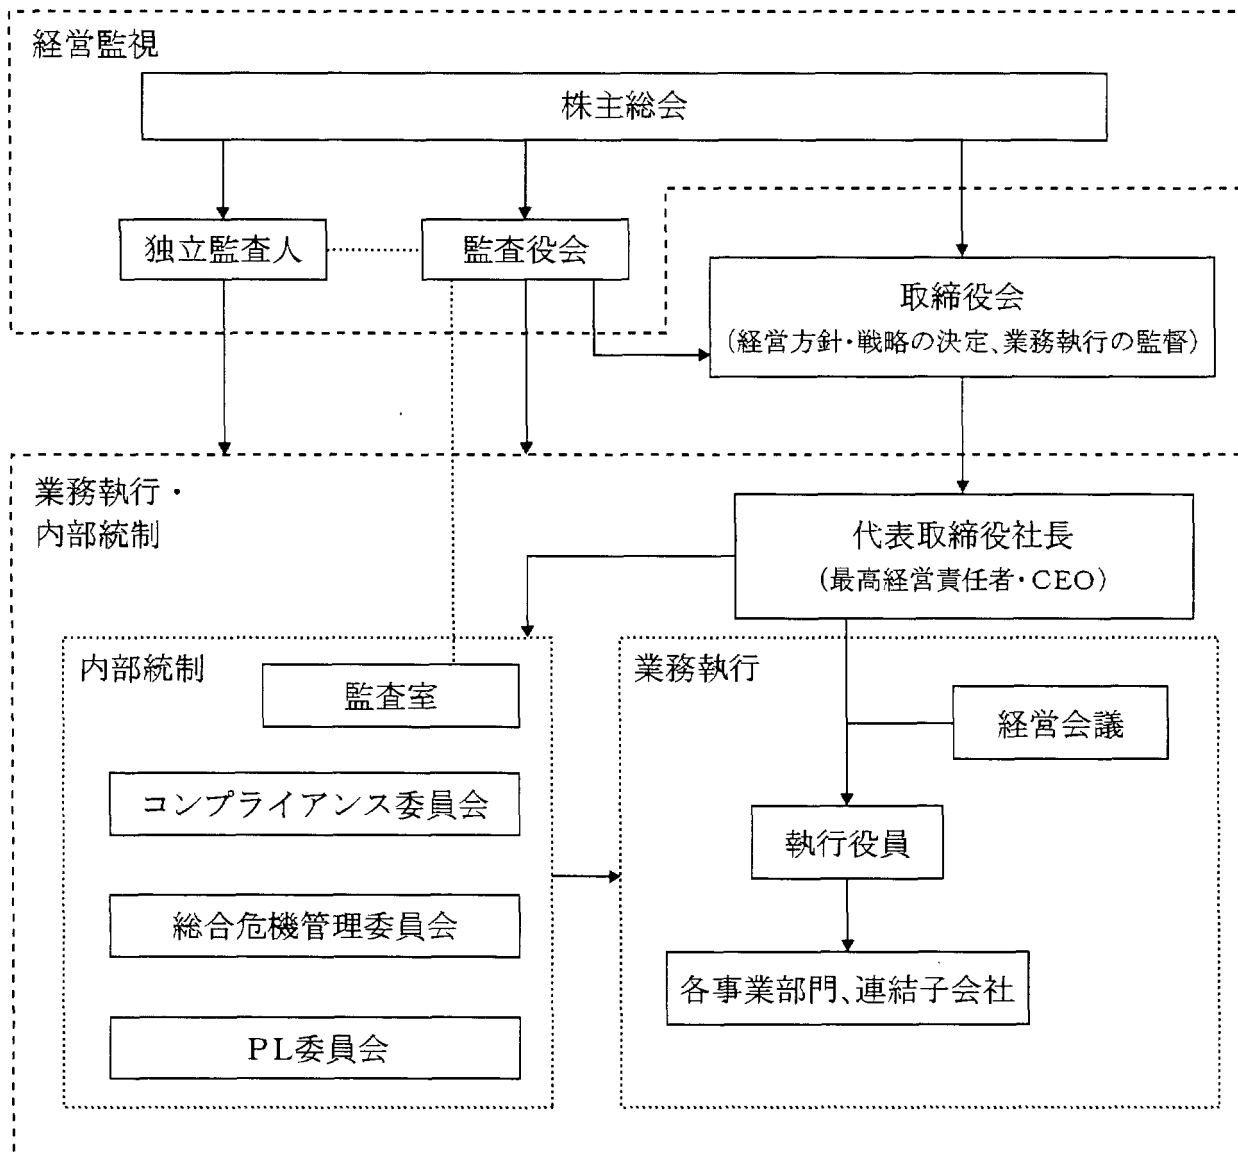 経営監視
株主総会
独立監査人
監査役会
取締役会
(経営方針・戦略の決定、業務執行の監督)
業務執行・
内部統制
代表取締役社長
(最高経営責任者・CEO)
内部統制
監査室
コンプライアンス委員会
総合危機管理委員会
PL委員会
業務執行
経営会議
執行役員
各事業部門、連結子会社